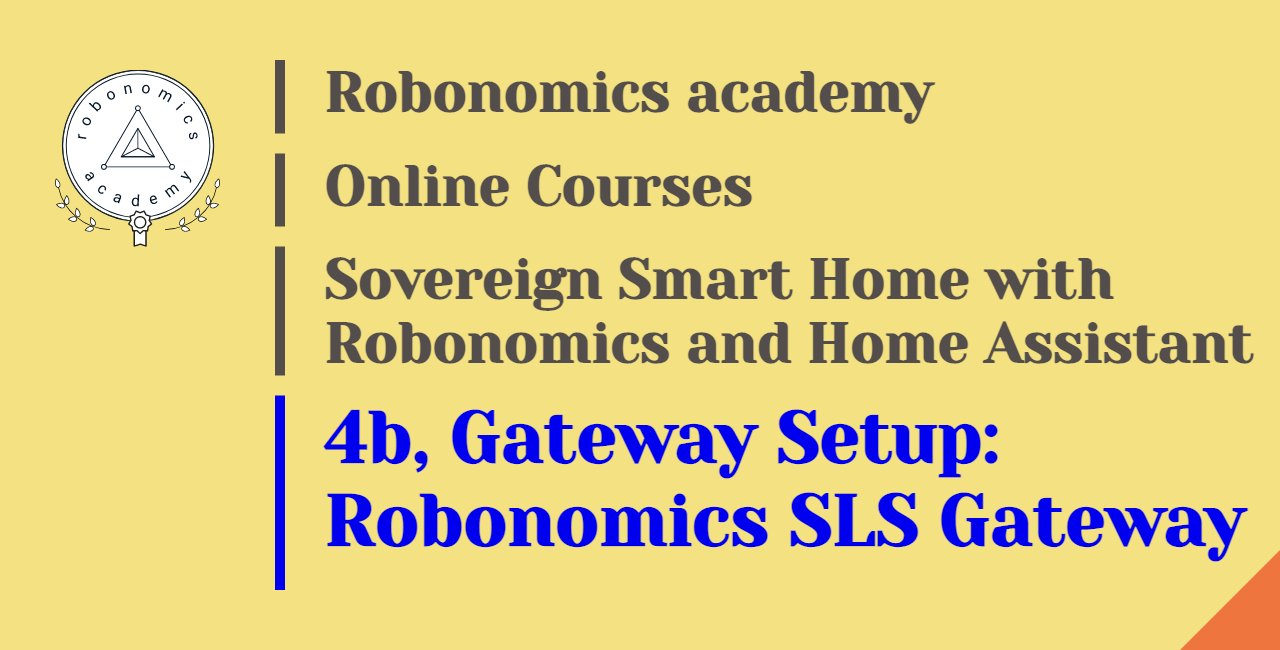 robonomics
academy
Robonomics academy
Online Courses
Sovereign Smart Home with
Robonomics and Home Assistant
4b, Gateway Setup:
Robonomics SLS Gateway